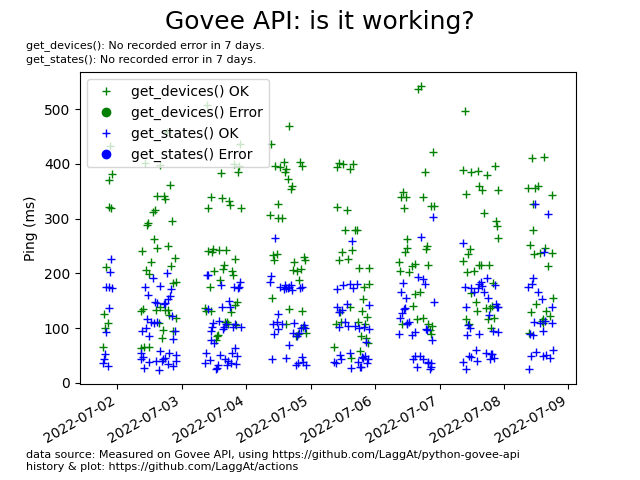 Govee API: is it working?
get_devices(): No recorded error in 7 days.
get_states(): No recorded error in 7 days.
get_devices() OK
get_devices() Error
get_states() OK
get_states() Error
Ping (ms)
500
400
300
200
100
0
2022-07-02
2022-07-03
2022-07-04
2022-07-05
2022-07-06
2022-07-07
2022-07-08
2022-07-09
data source: Measured on Govee API, using https://github.com/LaggAt/python-govee-api
history & plot: https://github.com/LaggAt/actions